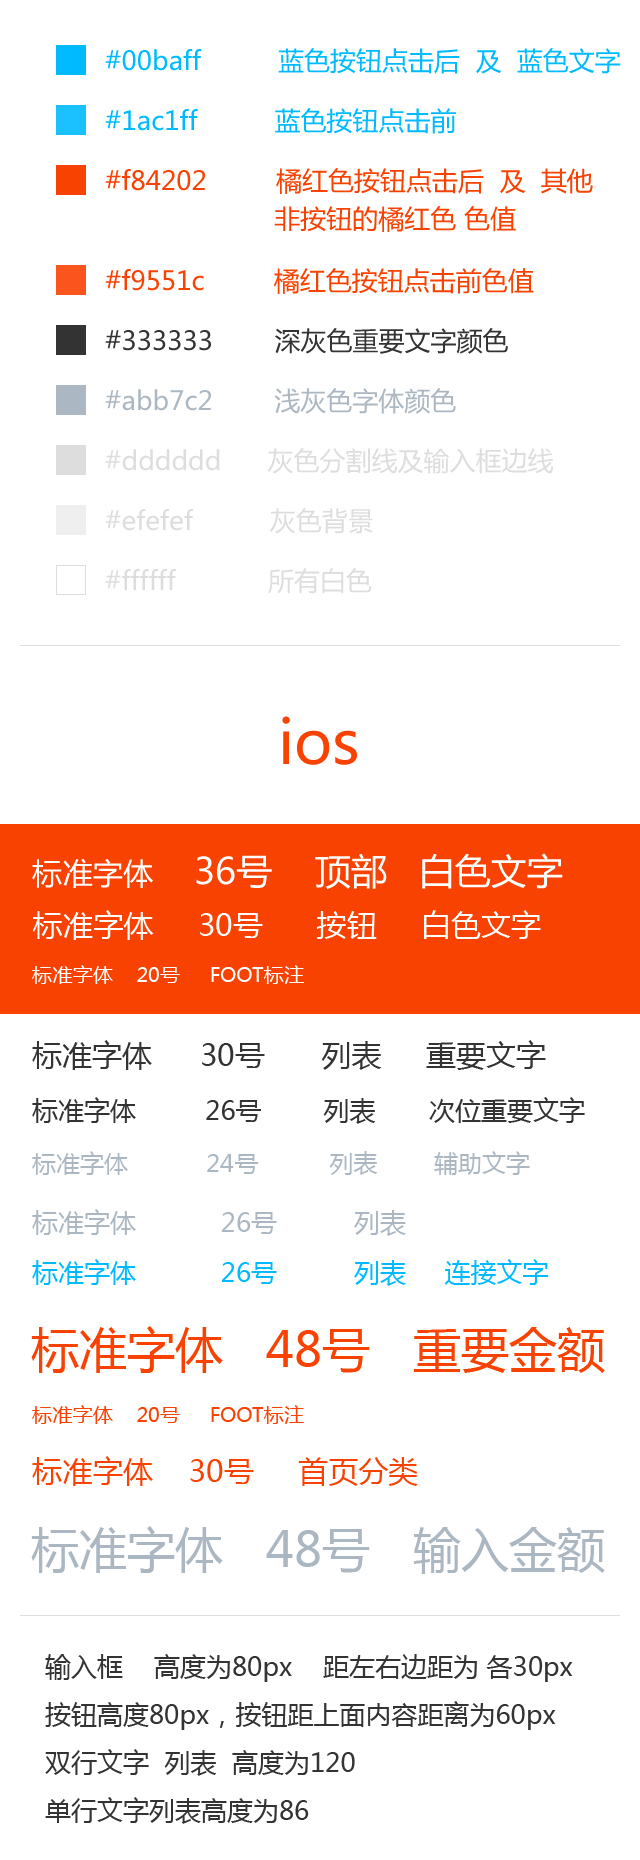 #00baff 蓝色按钮点击后 及 蓝色文字
#1ac1ff 蓝色按钮点击前
#f84202 橘红色按钮点击后 及 其他
非按钮的橘红色 色值
#f9551c 橘红色按钮点击前色值
#333333 深灰色重要文字颜色
#abb7c2 浅灰色字体颜色
#dddddd 灰色分割线及输入框边线
#efefef 灰色背景
#ffffff 所有白色
ios
标准字体 36号 顶部 白色文字
标准字体 30号 按钮 白色文字
标准字体 20号 FOOT标注
标准字体 30号 列表 重要文字
标准字体 26号 列表 次位重要文字
标准字体 24号 列表 辅助文字
标准字体 26号 列表
标准字体 26号 列表 连接文字
标准字体 48号 重要金额
标准字体 20号 FOOT标注
标准字体 30号 首页分类
标准字体 48号 输入金额
输入框 高度为80px 距左右边距为 各30px
按钮高度80px，按钮距上面内容距离为60px
双行文字 列表 高度为120
单行文字列表高度为86